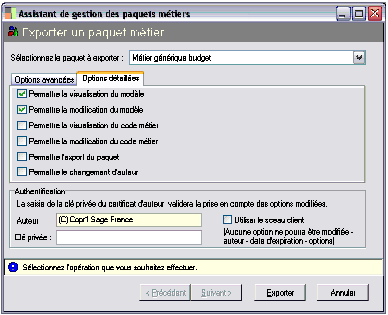 Assistant de gestion des paquets métiers
Exporter un paquet métier
Sélectionnez le paquet à exporter : Métier générique budget
Options avancées Options détaillées
Permettre la visualisation du modèle
Permettre la modification du modèle
Permettre la visualisation du code métier
Permettre la modification du code métier
Permettre l'export du paquet
Permettre le changement d'auteur
Authentification
La saisie de la clé privée du certificat d'auteur validera la prise en compte des options modifiées.
Auteur (C) Copr1 Sage France Utiliser le sceau client
Clé privée : (Aucune option ne pourra être modifiée -
auteur - date d'expiration - options)
Sélectionnez l'opération que vous souhaitez effectuer.
< Précédent Suivant > Exporter Annuler